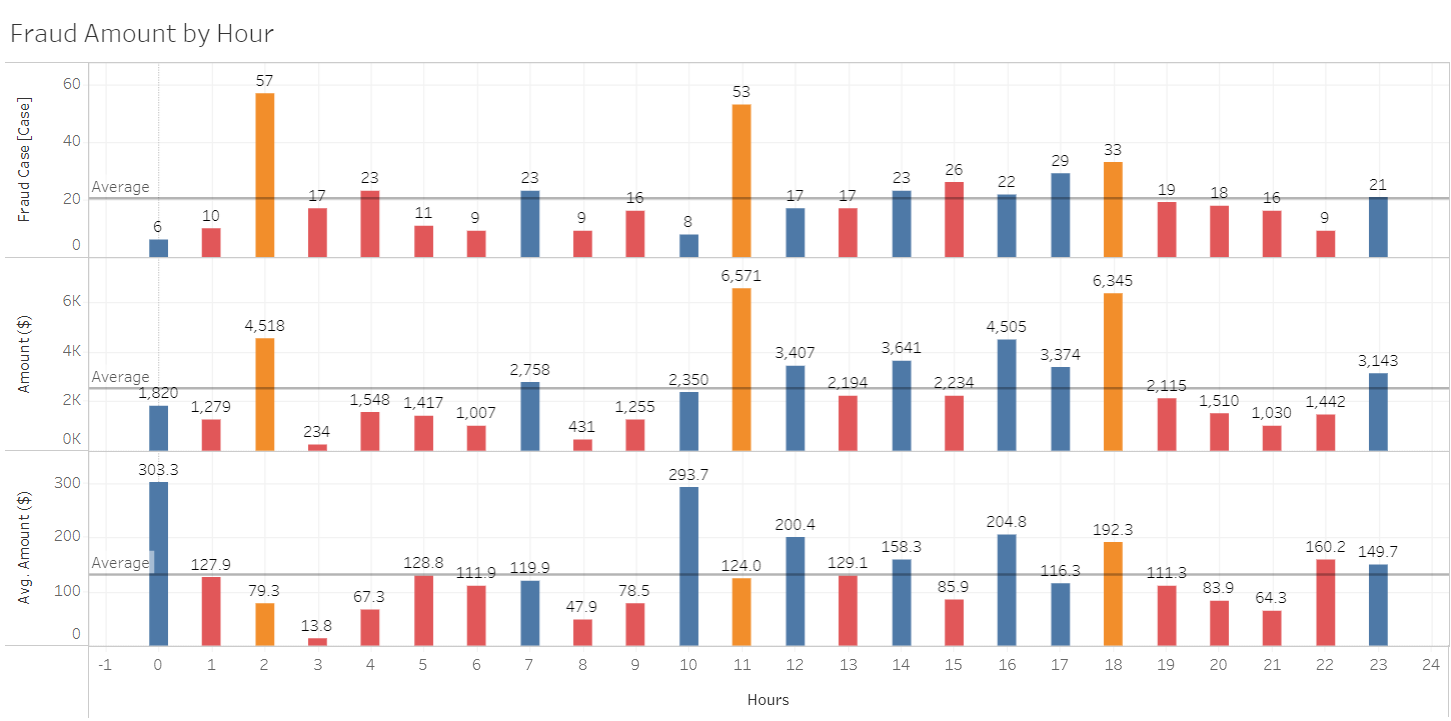 Fraud Amount by Hour
Fraud Case [Case]
60
40
20
0
Average
6 10 57 17 23 11 9 23 9 16 8 53 17 17 23 26 22 29 33 19 18 16 9 21
Amount ($)
6K
4K
2K
0K
Average
1,820 1,279 4,518 234 1,548 1,417 1,007 2,758 431 1,255 2,350 6,571 3,407 2,194 3,641 2,234 4,505 3,374 6,345 2,115 1,510 1,030 1,442 3,143
Avg. Amount ($)
300
200
100
0
Average
303.3 127.9 79.3 13.8 67.3 128.8 111.9 119.9 47.9 78.5 293.7 124.0 200.4 129.1 158.3 85.9 204.8 116.3 192.3 111.3 83.9 64.3 160.2 149.7
-1 0 1 2 3 4 5 6 7 8 9 10 11 12 13 14 15 16 17 18 19 20 21 22 23 24
Hours